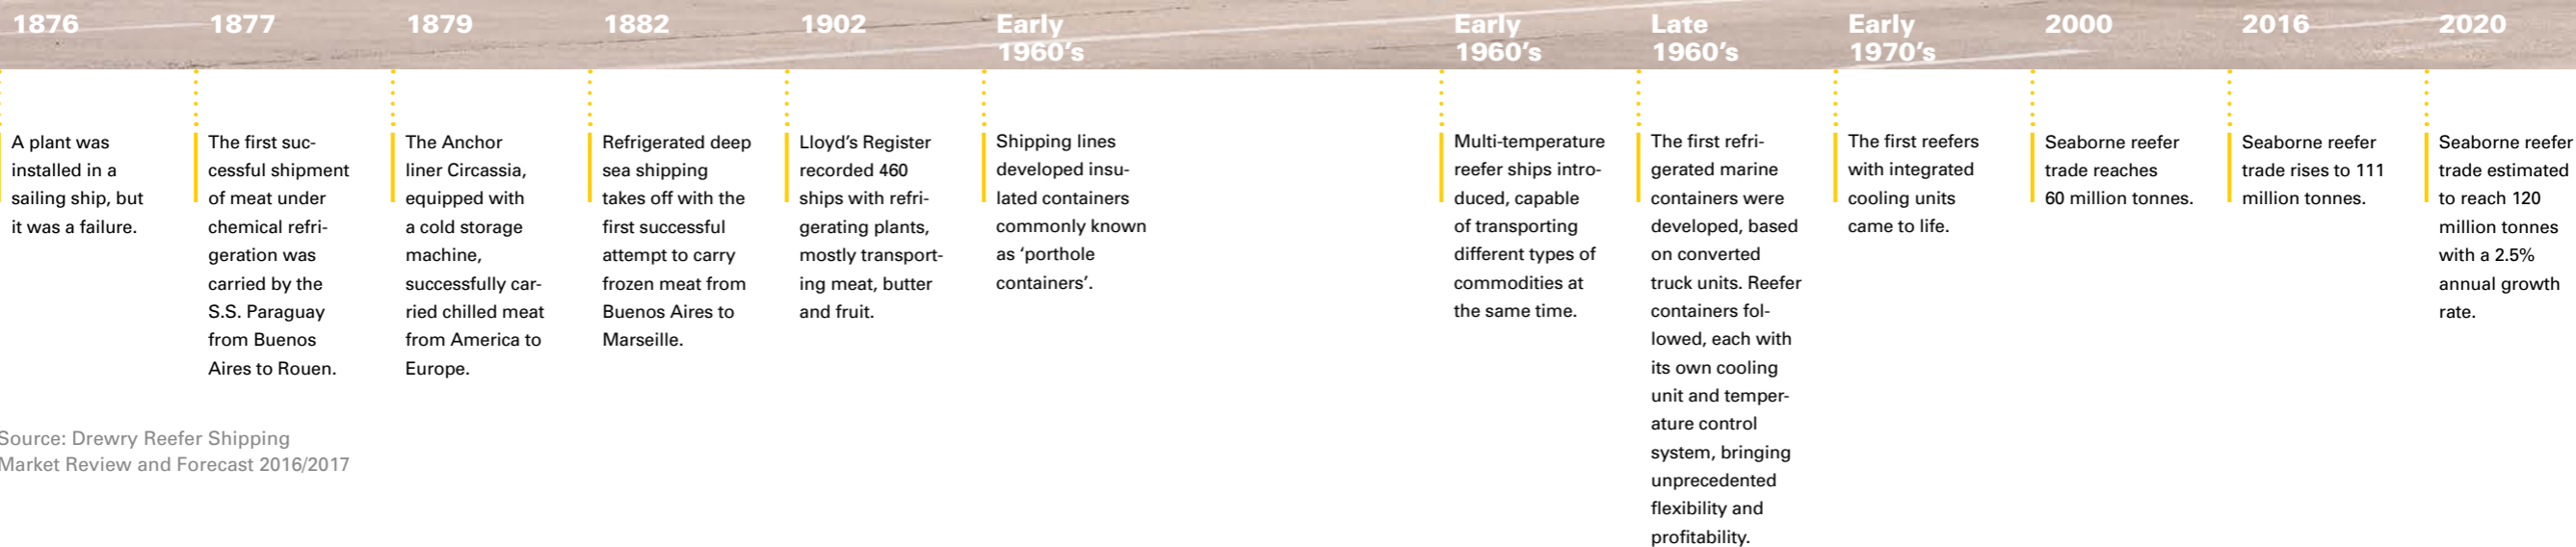 1876
A plant was
installed in a
sailing ship, but
it was a failure.
1877
The first suc-
cessful shipment
of meat under
chemical refri-
geration was
carried by the
S.S. Paraguay
from Buenos
Aires to Rouen.
1879
The Anchor
liner Circassia,
equipped with
a cold storage
machine,
successfully car-
ried chilled meat
from America to
Europe.
1882
Refrigerated deep
sea shipping
takes off with the
first successful
attempt to carry
frozen meat from
Buenos Aires to
Marseille.
1902
Lloyd’s Register
recorded 460
ships with refri-
gerating plants,
mostly transport-
ing meat, butter
and fruit.
Early
1960’s
Shipping lines
developed insu-
lated containers
commonly known
as ‘porthole
containers’.
Early
1960’s
Multi-temperature
reefer ships intro-
duced, capable
of transporting
different types of
commodities at
the same time.
Late
1960’s
The first refri-
gerated marine
containers were
developed, based
on converted
truck units. Reefer
containers fol-
lowed, each with
its own cooling
unit and temper-
ature control
system, bringing
unprecedented
flexibility and
profitability.
Early
1970’s
The first reefers
with integrated
cooling units
came to life.
2000
Seaborne reefer
trade reaches
60 million tonnes.
2016
Seaborne reefer
trade rises to 111
million tonnes.
2020
Seaborne reefer
trade estimated
to reach 120
million tonnes
with a 2.5%
annual growth
rate.
Source: Drewry Reefer Shipping
Market Review and Forecast 2016/2017